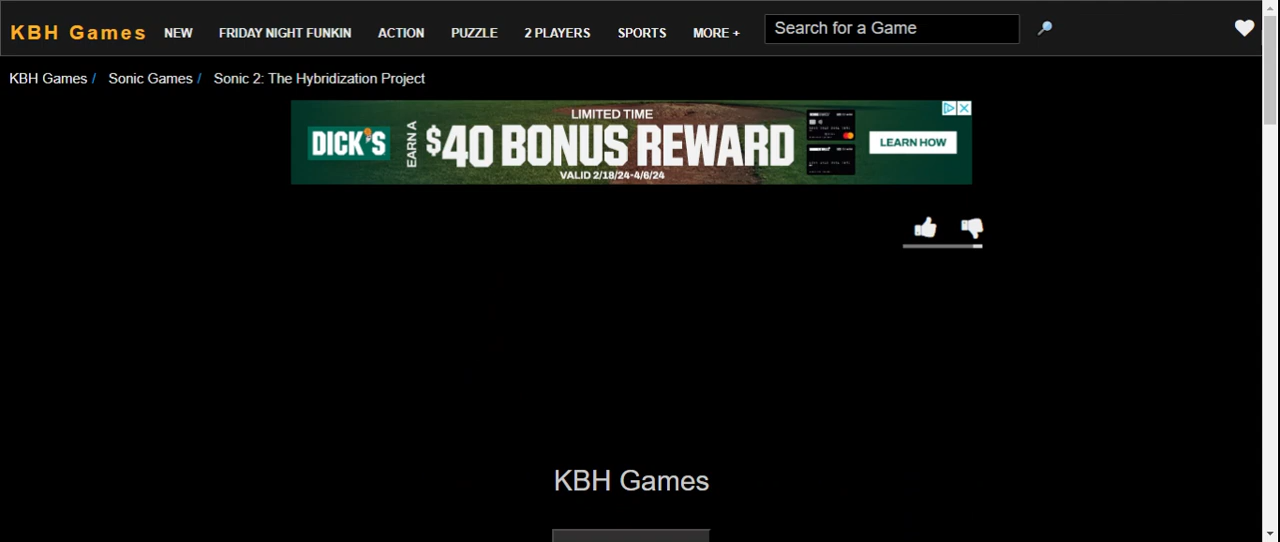 KBH Games NEW FRIDAY NIGHT FUNKIN ACTION PUZZLE 2 PLAYERS SPORTS MORE + Search for a Game
KBH Games / Sonic Games / Sonic 2: The Hybridization Project
DICK'S
EARN A
LIMITED TIME
$40 BONUS REWARD
VALID 2/18/24-4/6/24
LEARN HOW
KBH Games